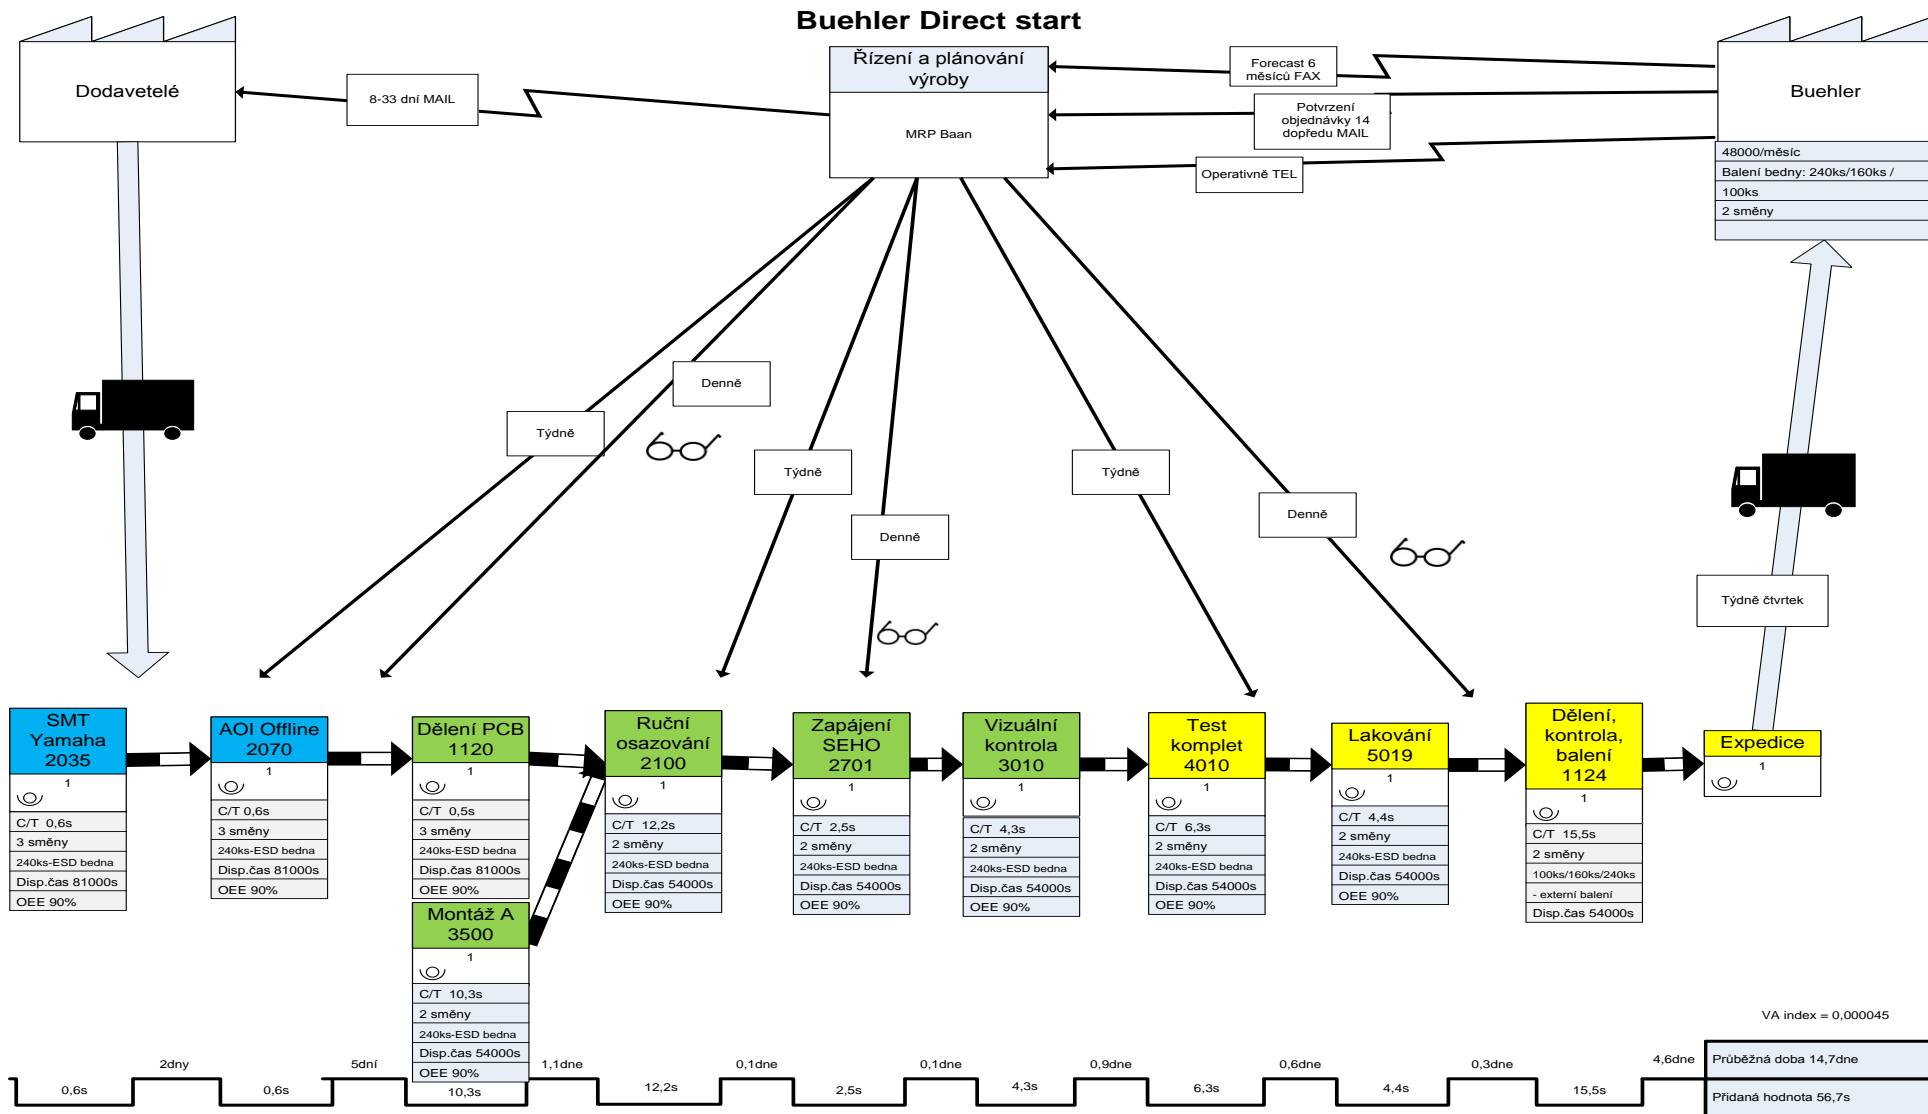 Buehler Direct start
Dodavatelé
8-33 dní MAIL
Řízení a plánování
výroby
MRP Baan
Forecast 6
měsíců FAX
Potvrzení
objednávky 14
dopředu MAIL
Operativně TEL
Buehler
48000/měsíc
Balení bedny: 240ks/160ks /
100ks
2 směny
Denně
Týdně
Týdně
Denně
Týdně
Denně
Týdně čtvrtek
SMT
Yamaha
2035
1
C/T 0,6s
3 směny
240ks-ESD bedna
Disp.čas 81000s
OEE 90%
AOI Offline
2070
1
C/T 0,6s
3 směny
240ks-ESD bedna
Disp.čas 81000s
OEE 90%
Dělení PCB
1120
1
C/T 0,5s
3 směny
240ks-ESD bedna
Disp.čas 81000s
OEE 90%
Montáž A
3500
1
C/T 10,3s
2 směny
240ks-ESD bedna
Disp.čas 54000s
OEE 90%
Ruční
osazování
2100
1
C/T 12,2s
2 směny
240ks-ESD bedna
Disp.čas 54000s
OEE 90%
Zapájení
SEHO
2701
1
C/T 2,5s
2 směny
240ks-ESD bedna
Disp.čas 54000s
OEE 90%
Vizuální
kontrola
3010
1
C/T 4,3s
2 směny
240ks-ESD bedna
Disp.čas 54000s
OEE 90%
Test
komplet
4010
1
C/T 6,3s
2 směny
240ks-ESD bedna
Disp.čas 54000s
OEE 90%
Lakování
5019
1
C/T 4,4s
2 směny
240ks-ESD bedna
Disp.čas 54000s
OEE 90%
Dělení,
kontrola,
balení
1124
1
C/T 15,5s
2 směny
100ks/160ks/240ks
- externí balení
Disp.čas 54000s
Expedice
1
VA index = 0,000045
2dny
5dní
1,1dne
0,1dne
0,1dne
0,9dne
0,6dne
0,3dne
4,6dne
Průběžná doba 14,7dne
0,6s
0,6s
10,3s
12,2s
2,5s
4,3s
6,3s
4,4s
15,5s
Přidaná hodnota 56,7s